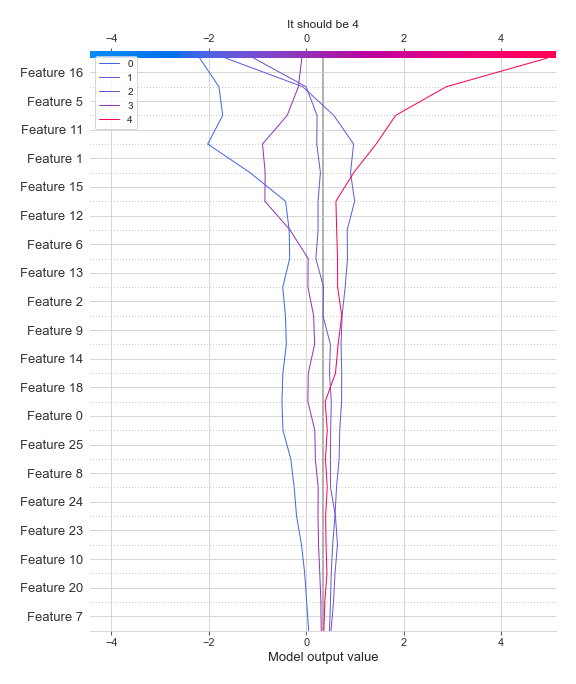 It should be 4
−4 −2 0 2 4
0
1
2
3
4
Feature 16
Feature 5
Feature 11
Feature 1
Feature 15
Feature 12
Feature 6
Feature 13
Feature 2
Feature 9
Feature 14
Feature 18
Feature 0
Feature 25
Feature 8
Feature 24
Feature 23
Feature 10
Feature 20
Feature 7
−4 −2 0 2 4
Model output value